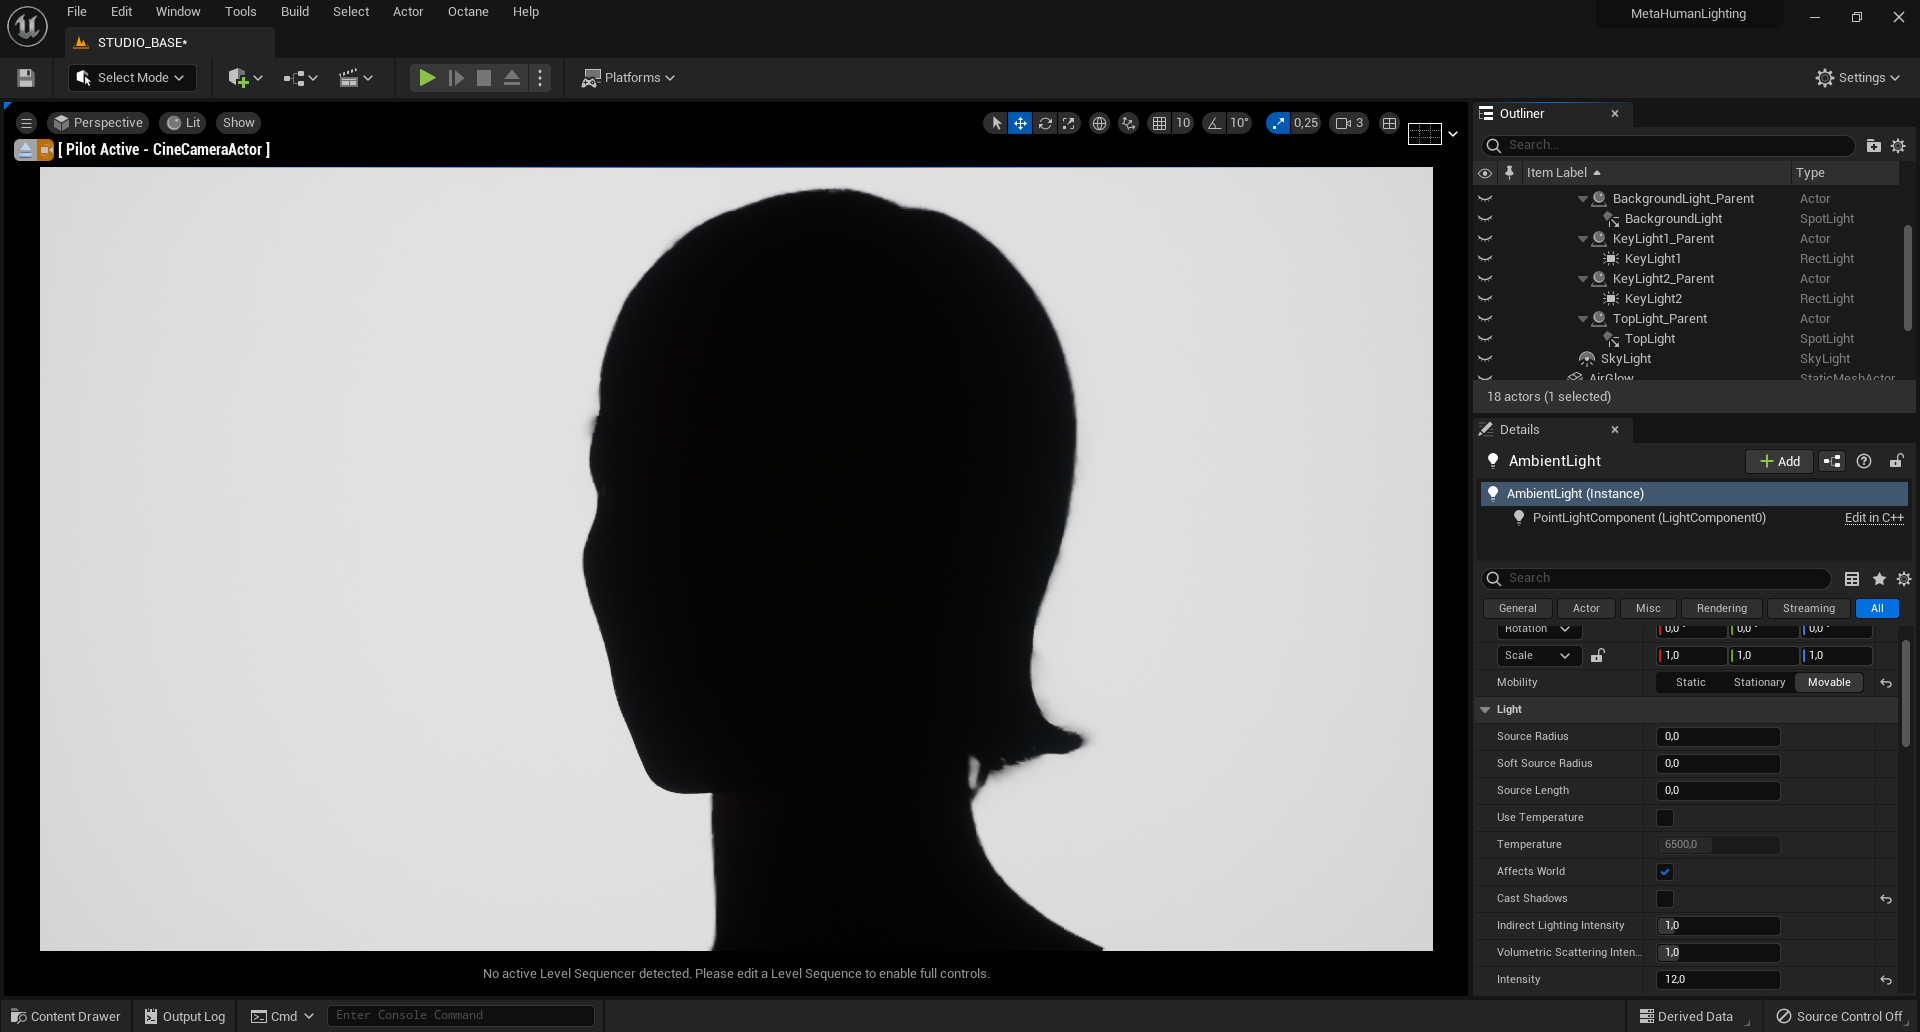 File Edit Window Tools Build Select Actor Octane Help
MetaHumanLighting
STUDIO_BASE*
Select Mode
Platforms
Settings
Perspective Lit Show
10 10° 0,25 3
[ Pilot Active - CineCameraActor ]
No active Level Sequencer detected. Please edit a Level Sequence to enable full controls.
Outliner
Search...
Item Label Type
BackgroundLight_Parent Actor
BackgroundLight SpotLight
KeyLight1_Parent Actor
KeyLight1 RectLight
KeyLight2_Parent Actor
KeyLight2 RectLight
TopLight_Parent Actor
TopLight SpotLight
SkyLight SkyLight
AirGlow StaticMeshActor
18 actors (1 selected)
Details
AmbientLight
Add
AmbientLight (Instance)
PointLightComponent (LightComponent0) Edit in C++
Search
General Actor Misc Rendering Streaming All
Rotation 0,0 ° 0,0 ° 0,0 °
Scale 1,0 1,0 1,0
Mobility Static Stationary Movable
Light
Source Radius 0,0
Soft Source Radius 0,0
Source Length 0,0
Use Temperature
Temperature 6500,0
Affects World
Cast Shadows
Indirect Lighting Intensity 1,0
Volumetric Scattering Inten... 1,0
Intensity 12,0
Content Drawer Output Log Cmd Enter Console Command
Derived Data Source Control Off